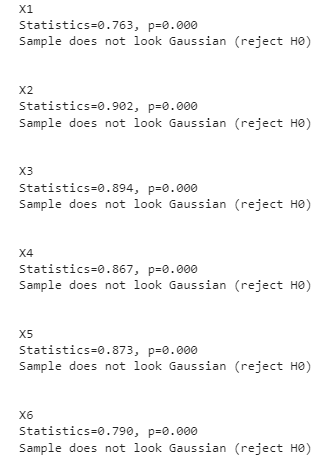 X1
Statistics=0.763, p=0.000
Sample does not look Gaussian (reject H0)
X2
Statistics=0.902, p=0.000
Sample does not look Gaussian (reject H0)
X3
Statistics=0.894, p=0.000
Sample does not look Gaussian (reject H0)
X4
Statistics=0.867, p=0.000
Sample does not look Gaussian (reject H0)
X5
Statistics=0.873, p=0.000
Sample does not look Gaussian (reject H0)
X6
Statistics=0.790, p=0.000
Sample does not look Gaussian (reject H0)